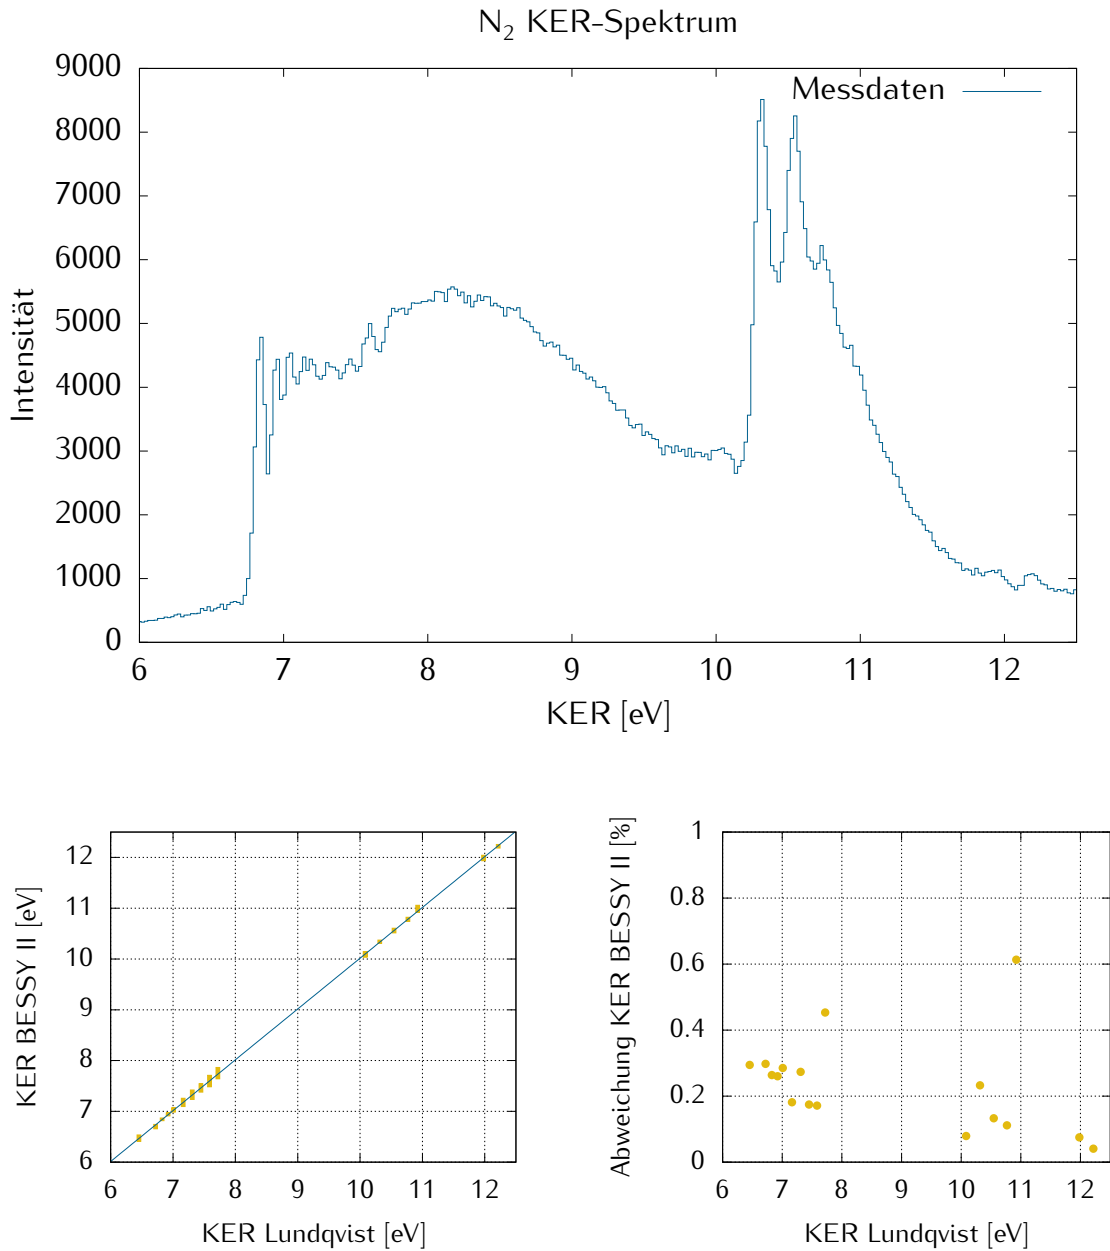 N₂ KER-Spektrum
9000
8000
7000
6000
5000
4000
3000
2000
1000
0
Intensität
Messdaten
6 7 8 9 10 11 12
KER [eV]
12
11
10
9
8
7
6
KER BESSY II [eV]
6 7 8 9 10 11 12
KER Lundqvist [eV]
1
0.8
0.6
0.4
0.2
0
Abweichung KER BESSY II [%]
6 7 8 9 10 11 12
KER Lundqvist [eV]